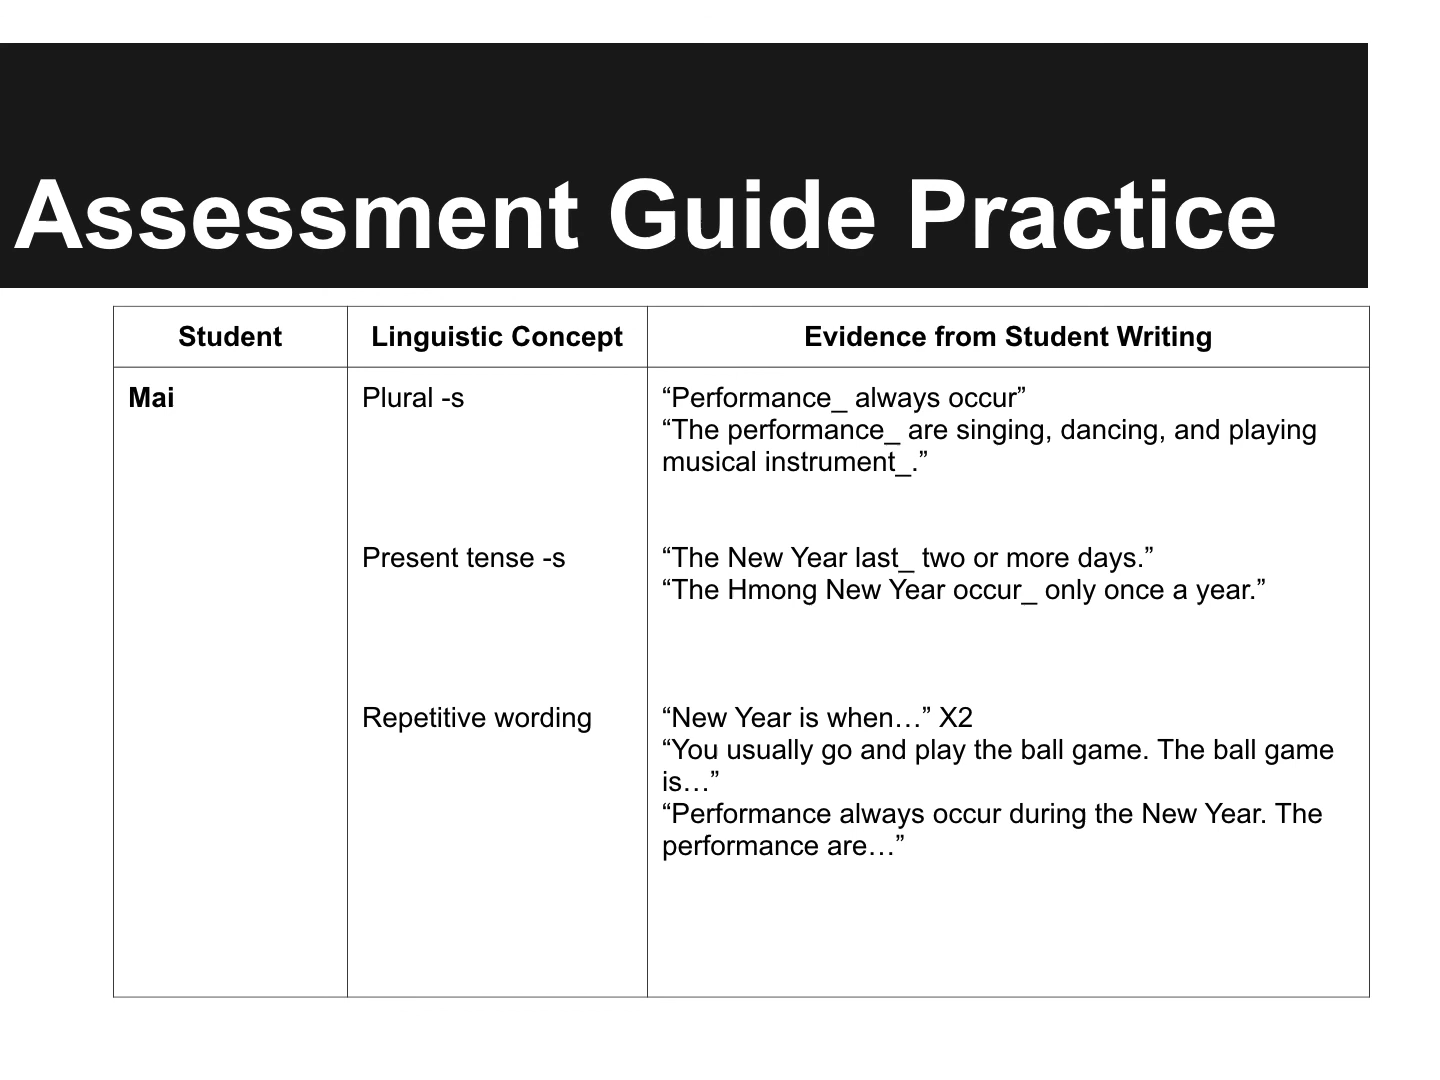 Assessment Guide Practice
Student
Linguistic Concept
Evidence from Student Writing
Mai
Plural -s
“Performance_ always occur”
“The performance_ are singing, dancing, and playing
musical instrument_.”
Present tense -s
“The New Year last_ two or more days.”
“The Hmong New Year occur_ only once a year.”
Repetitive wording
“New Year is when…” X2
“You usually go and play the ball game. The ball game
is…”
“Performance always occur during the New Year. The
performance are…”